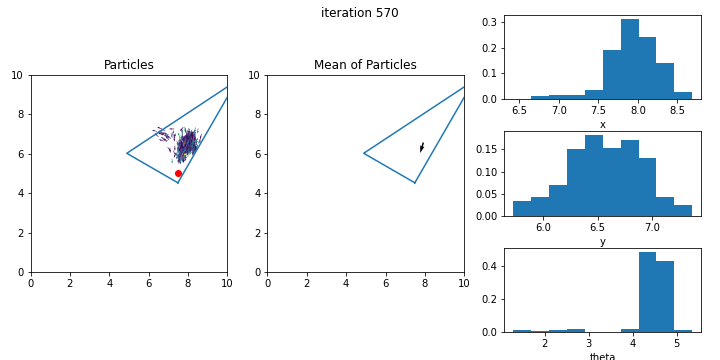 iteration 570
Particles
10
8
6
4
2
0
0 2 4 6 8 10
Mean of Particles
10
8
6
4
2
0
0 2 4 6 8 10
0.3
0.2
0.1
0.0
6.5 7.0 7.5 8.0 8.5
x
0.15
0.10
0.05
0.00
6.0 6.5 7.0
y
0.4
0.2
0.0
2 3 4 5
theta